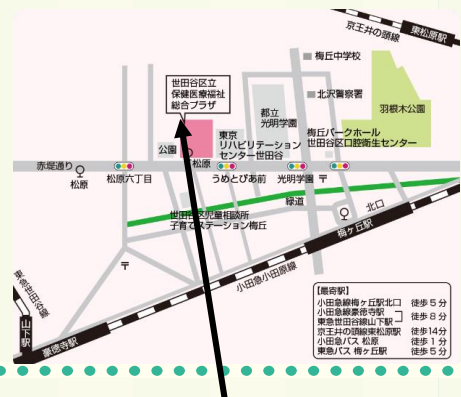 京王井の頭線
東松原駅
梅丘中学校
世田谷区立
保健医療福祉
総合プラザ
北沢警察署
羽根木公園
都立
光明学園
梅丘パークホール
世田谷区口腔衛生センター
公園
松原
東京
リハビリテーション
センター世田谷
赤堤通り
松原
松原六丁目
うめとぴあ前
光明学園
緑道
北口
世田谷区児童相談所
子育てステーション梅丘
梅ヶ丘駅
小田急小田原線
東急世田谷線
山下駅
豪徳寺駅
【最寄駅】
小田急線梅ヶ丘駅北口 徒歩5分
小田急線豪徳寺駅
東急世田谷線山下駅 徒歩8分
京王井の頭線東松原駅 徒歩14分
小田急バス 松原 徒歩1分
東急バス 梅ヶ丘駅 徒歩5分